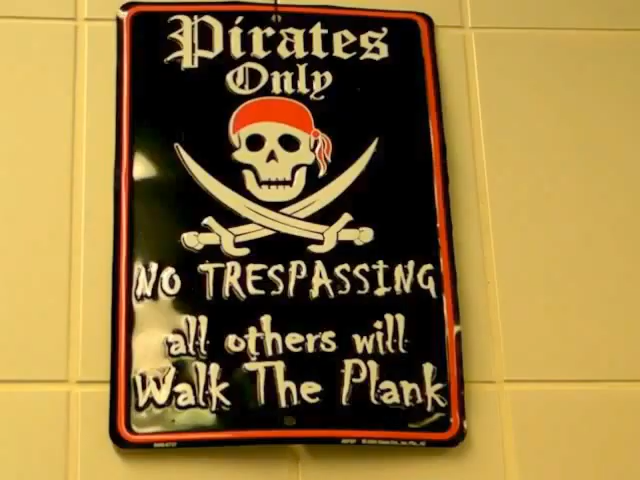 Pirates
Only
NO TRESPASSING
all others will
Walk The Plank